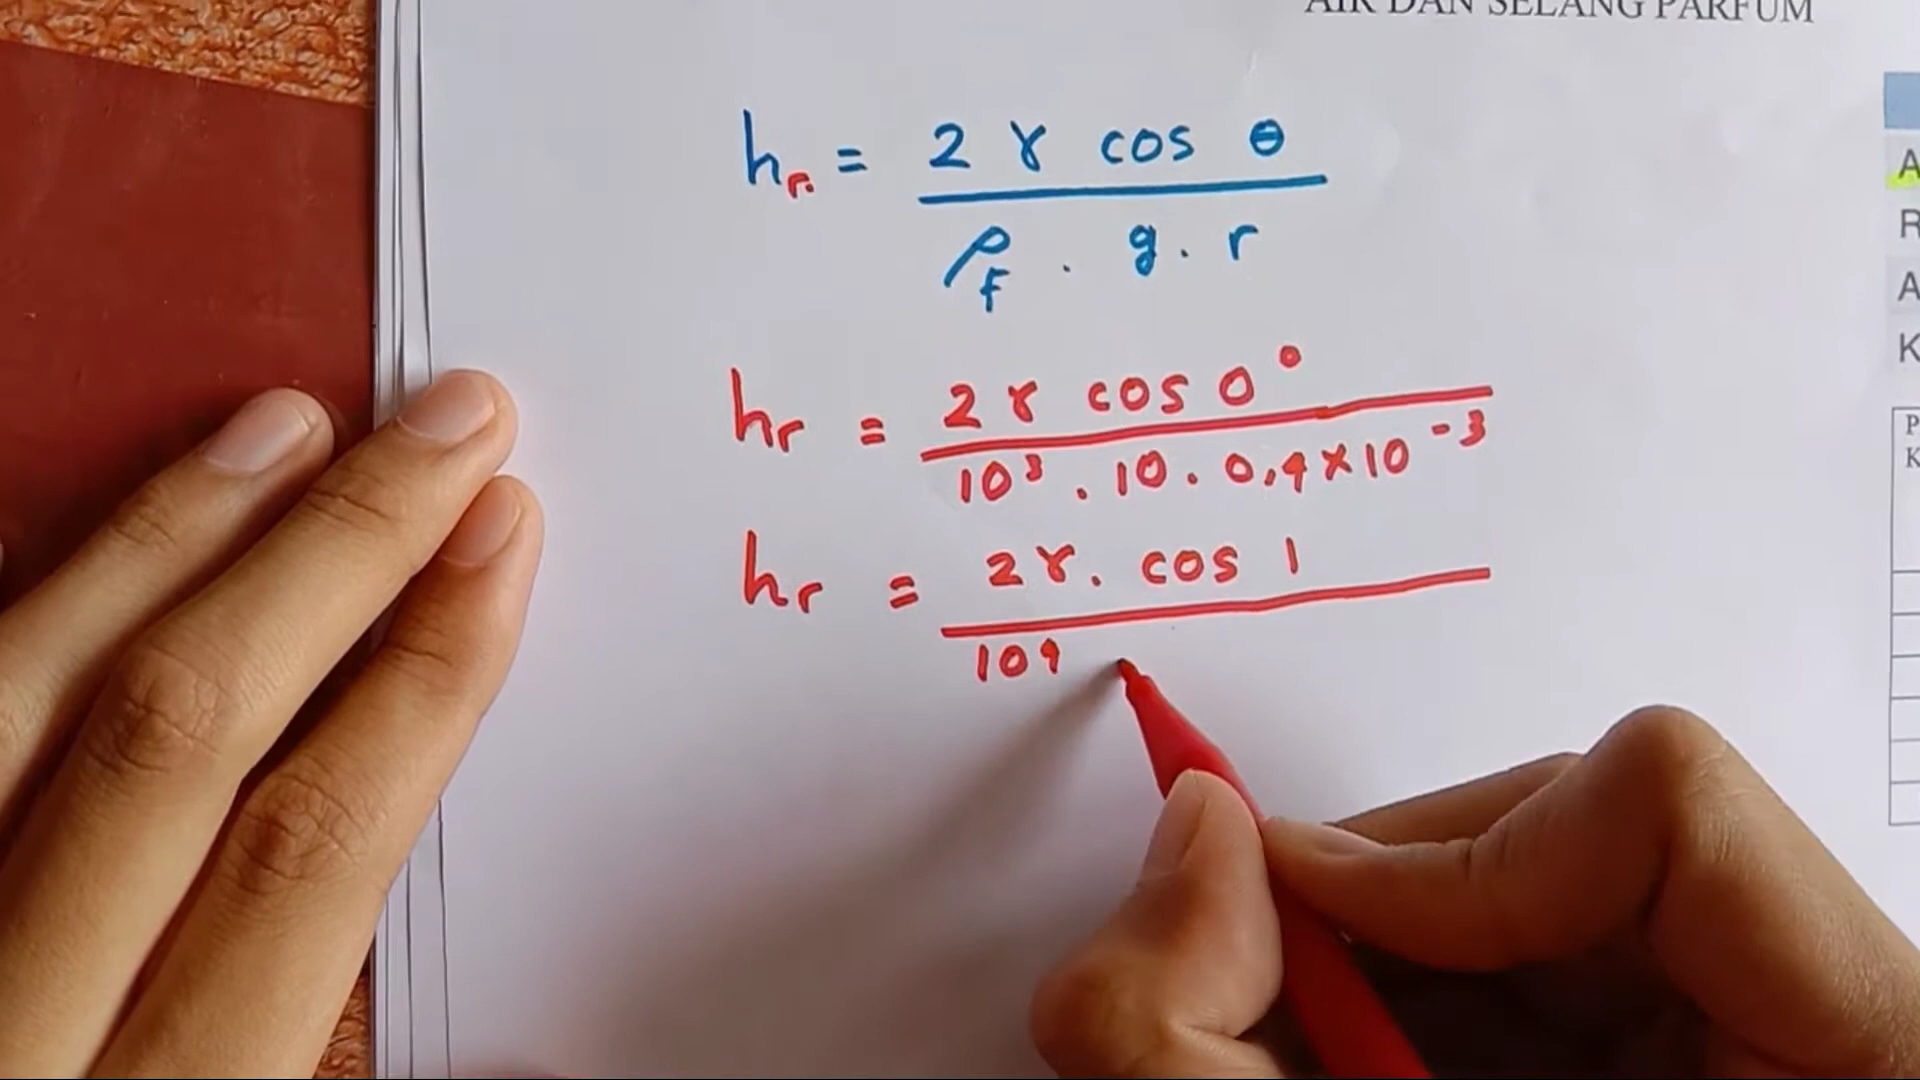 AIR DAN SELANG PARFUM
hr. = 2 γ cos θ / ρf . g . r
hr = 2 γ cos 0° / 10³ . 10 . 0,4 × 10⁻³
hr = 2γ. cos 1 / 10⁴
A
R
A
K
P
K